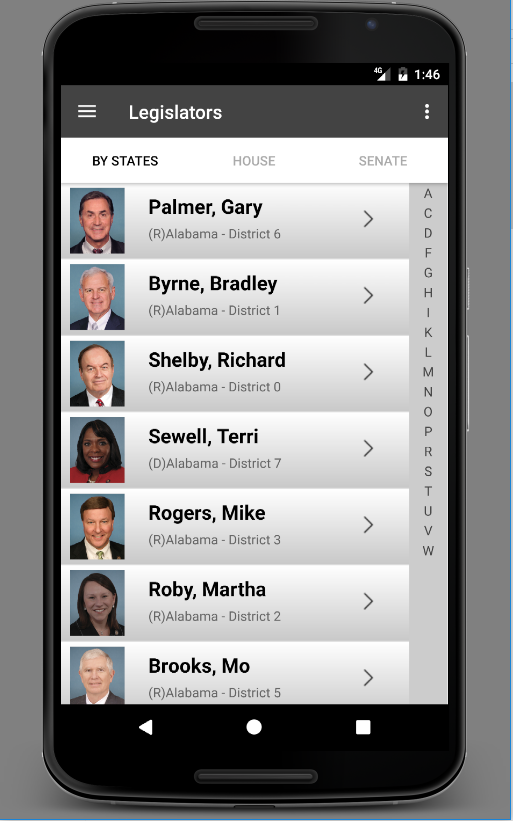 4G 1:46
Legislators
BY STATES HOUSE SENATE
Palmer, Gary
(R)Alabama - District 6
Byrne, Bradley
(R)Alabama - District 1
Shelby, Richard
(R)Alabama - District 0
Sewell, Terri
(D)Alabama - District 7
Rogers, Mike
(R)Alabama - District 3
Roby, Martha
(R)Alabama - District 2
Brooks, Mo
(R)Alabama - District 5
A
C
D
F
G
H
I
K
L
M
N
O
P
R
S
T
U
V
W